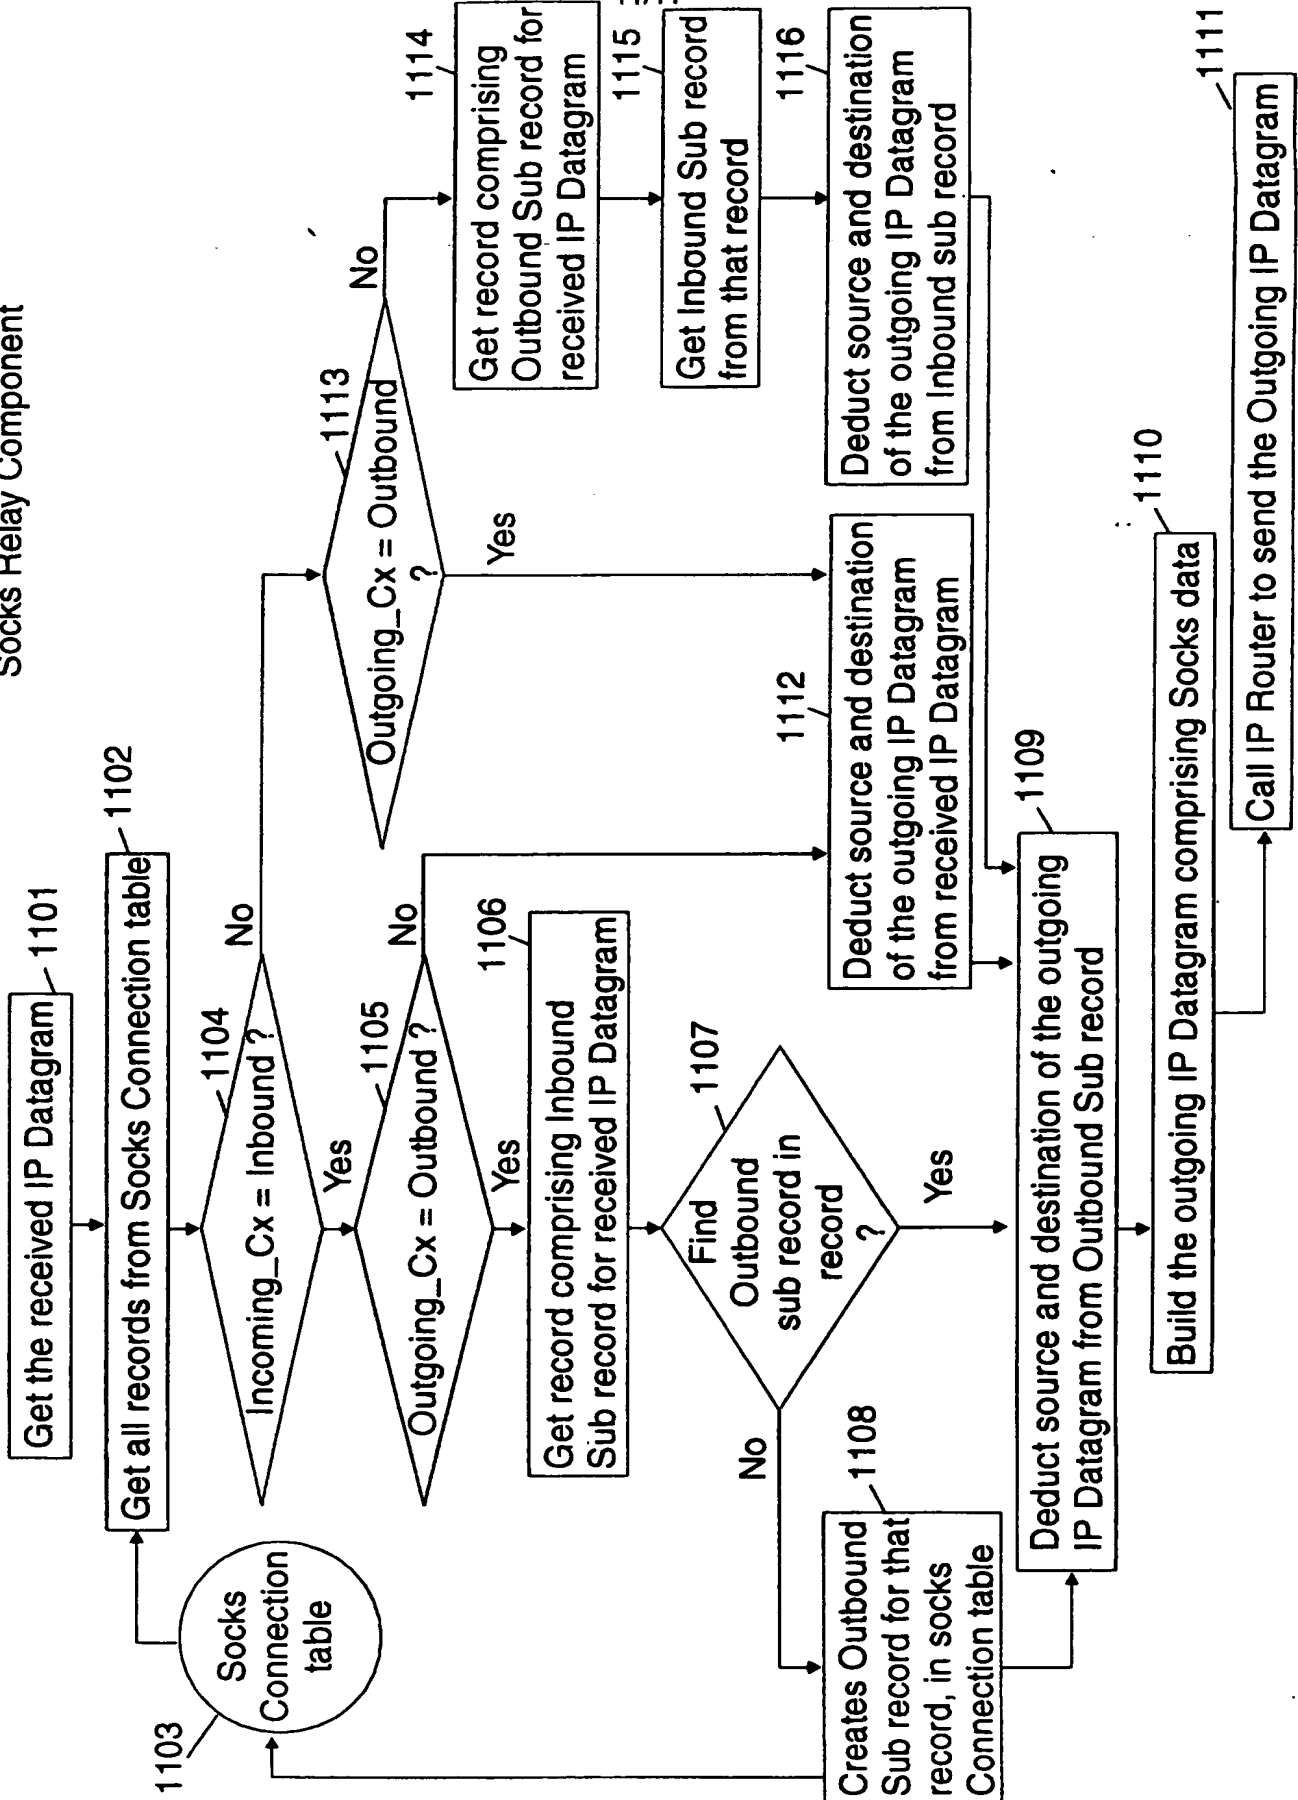 Socks Relay Component
Get the received IP Datagram
1101
Get all records from Socks Connection table
1102
Socks
Connection
table
1103
Incoming_Cx = Inbound ?
1104
No
Yes
Outgoing_Cx = Outbound ?
1105
No
Yes
Get record comprising Inbound
Sub record for received IP Datagram
1106
Find
Outbound
sub record in
record
?
1107
No
Yes
Creates Outbound
Sub record for that
record, in socks
Connection table
1108
Deduct source and destination of the outgoing
IP Datagram from Outbound Sub record
1109
Build the outgoing IP Datagram comprising Socks data
1110
Call IP Router to send the Outgoing IP Datagram
1111
Deduct source and destination
of the outgoing IP Datagram
from received IP Datagram
1112
Outgoing_Cx = Outbound
?
1113
No
Yes
Get record comprising
Outbound Sub record for
received IP Datagram
1114
Get Inbound Sub record
from that record
1115
Deduct source and destination
of the outgoing IP Datagram
from Inbound sub record
1116